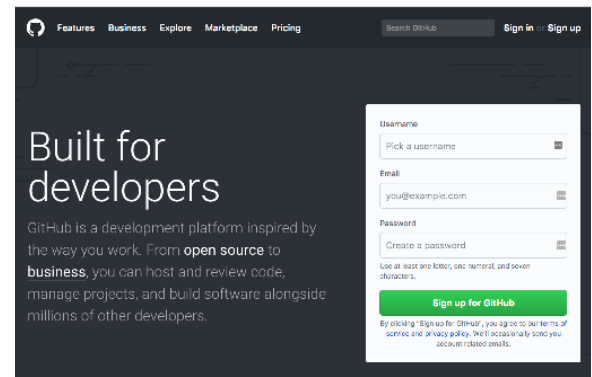 Features Business Explore Marketplace Pricing Search GitHub Sign in or Sign up
Built for
developers
GitHub is a development platform inspired by
the way you work. From open source to
business, you can host and review code,
manage projects, and build software alongside
millions of other developers.
Username
Pick a username
Email
you@example.com
Password
Create a password
Use at least one letter, one numeral, and seven
characters.
Sign up for GitHub
By clicking "Sign up for GitHub", you agree to our terms of
service and privacy policy. We'll occasionally send you
account related emails.